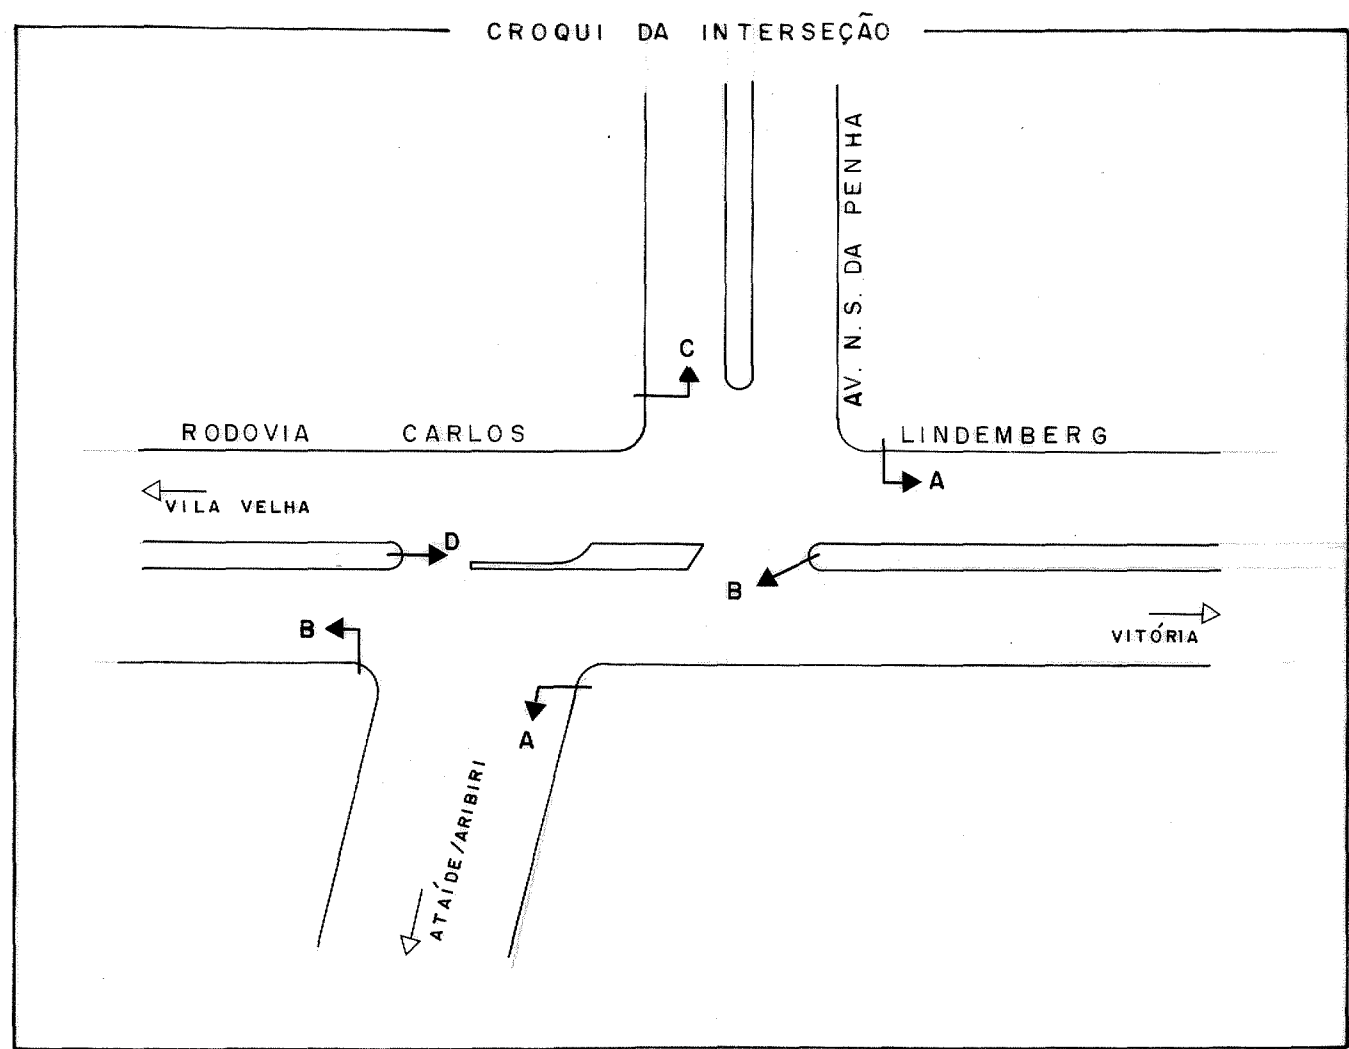 CROQUI DA INTERSEÇÃO
AV. N. S. DA PENHA
C
RODOVIA CARLOS LINDEMBERG
A
VILA VELHA
D
B
B
VITÓRIA
A
ATAÍDE/ARIBIRI